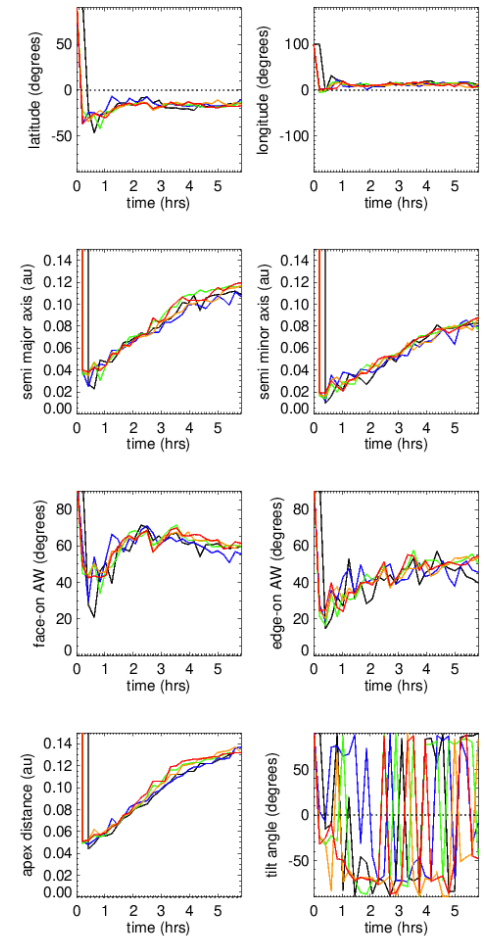 latitude (degrees)
50
0
-50
0 1 2 3 4 5
time (hrs)
longitude (degrees)
100
0
-100
0 1 2 3 4 5
time (hrs)
semi major axis (au)
0.14
0.12
0.10
0.08
0.06
0.04
0.02
0.00
0 1 2 3 4 5
time (hrs)
semi minor axis (au)
0.14
0.12
0.10
0.08
0.06
0.04
0.02
0.00
0 1 2 3 4 5
time (hrs)
face-on AW (degrees)
80
60
40
20
0
0 1 2 3 4 5
time (hrs)
edge-on AW (degrees)
80
60
40
20
0
0 1 2 3 4 5
time (hrs)
apex distance (au)
0.14
0.12
0.10
0.08
0.06
0.04
0.02
0.00
0 1 2 3 4 5
time (hrs)
tilt angle (degrees)
50
0
-50
0 1 2 3 4 5
time (hrs)